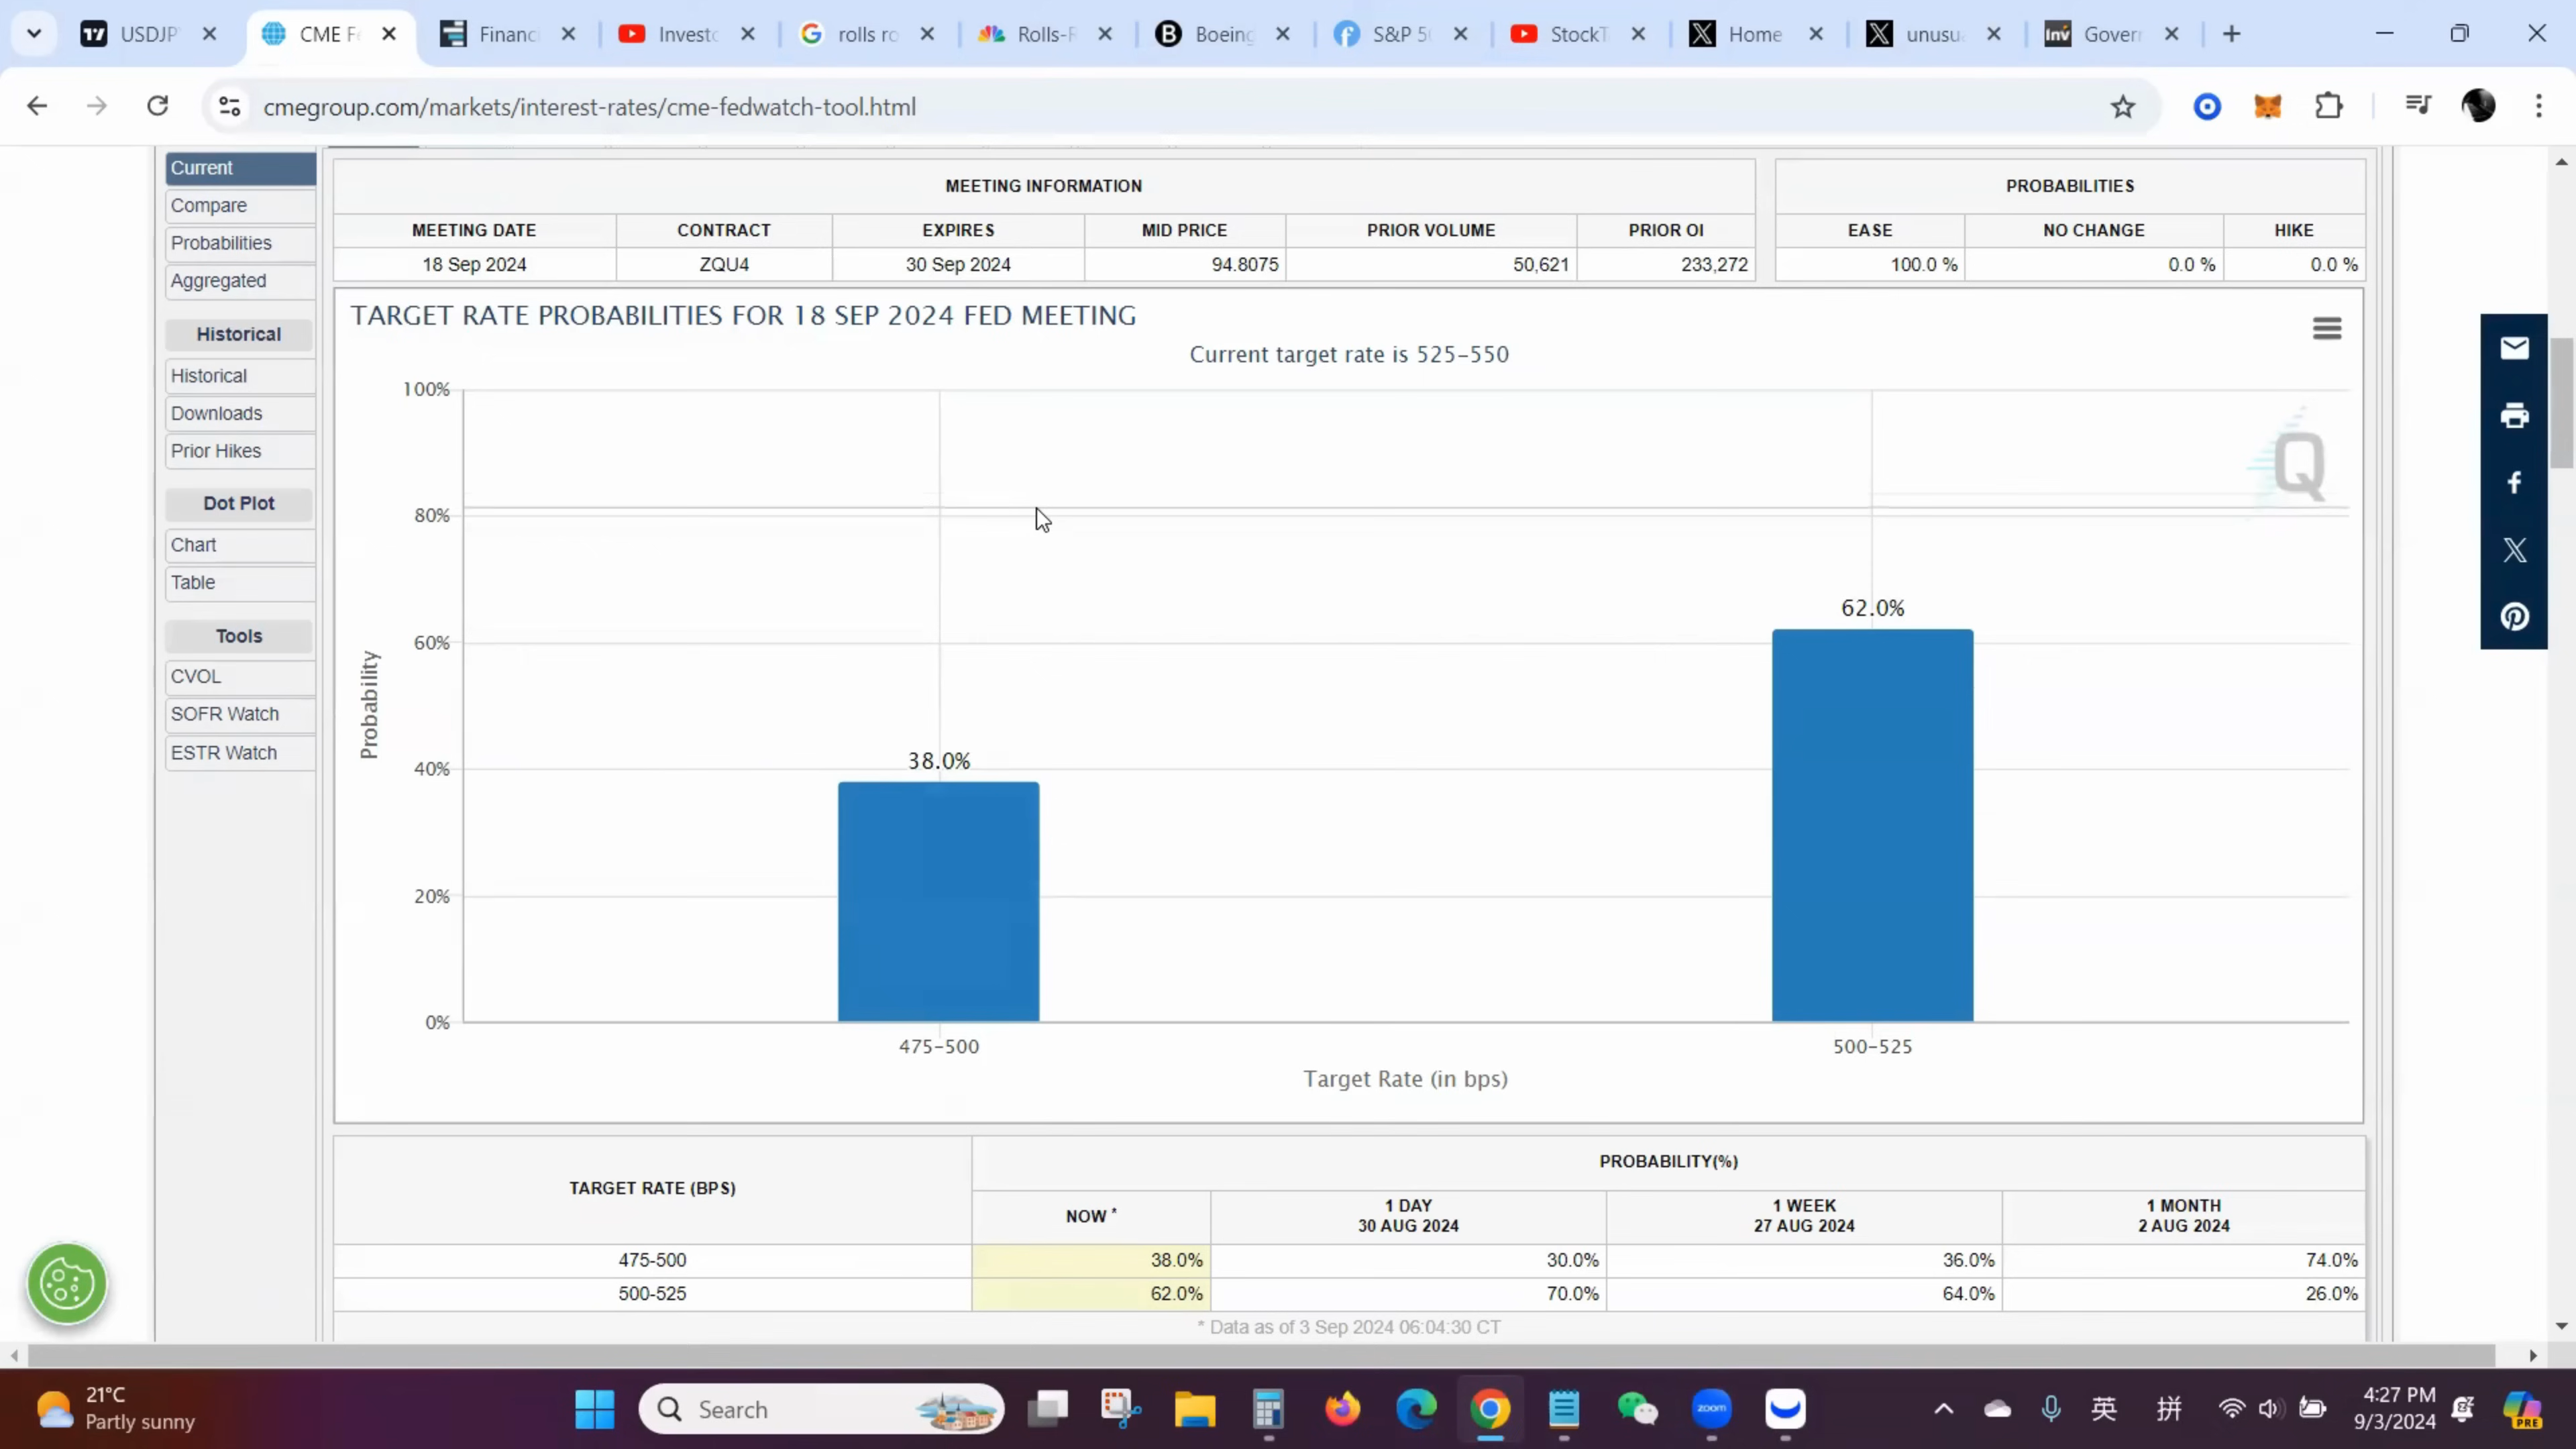 USDJP
CME F
Financ
Investo
rolls ro
Rolls-R
Boeing
S&P 50
StockT
Home
unusu
Govern
cmegroup.com/markets/interest-rates/cme-fedwatch-tool.html
Current
Compare
Probabilities
Aggregated
Historical
Historical
Downloads
Prior Hikes
Dot Plot
Chart
Table
Tools
CVOL
SOFR Watch
ESTR Watch
MEETING INFORMATION
MEETING DATE CONTRACT EXPIRES MID PRICE PRIOR VOLUME PRIOR OI
18 Sep 2024 ZQU4 30 Sep 2024 94.8075 50,621 233,272
PROBABILITIES
EASE NO CHANGE HIKE
100.0 % 0.0 % 0.0 %
TARGET RATE PROBABILITIES FOR 18 SEP 2024 FED MEETING
Current target rate is 525-550
Q
Probability
100%
80%
60%
40%
20%
0%
38.0%
62.0%
475-500
500-525
Target Rate (in bps)
TARGET RATE (BPS)
PROBABILITY(%)
NOW *
1 DAY
30 AUG 2024
1 WEEK
27 AUG 2024
1 MONTH
2 AUG 2024
475-500 38.0% 30.0% 36.0% 74.0%
500-525 62.0% 70.0% 64.0% 26.0%
* Data as of 3 Sep 2024 06:04:30 CT
21°C
Partly sunny
Search
zoom
英
拼
4:27 PM
9/3/2024
PRE